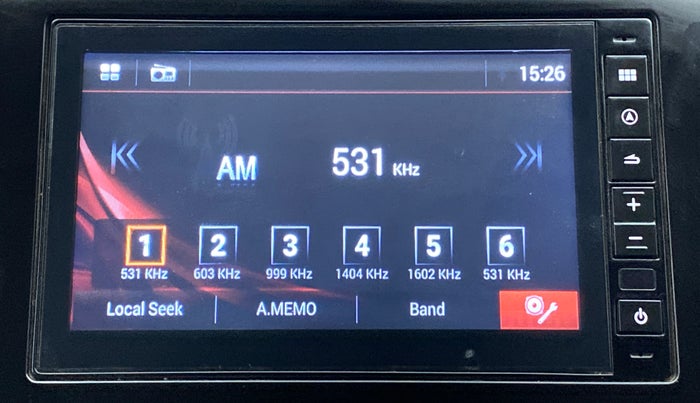 15:26
AM
531 KHz
1 2 3 4 5 6
531 KHz 603 KHz 999 KHz 1404 KHz 1602 KHz 531 KHz
Local Seek A.MEMO Band